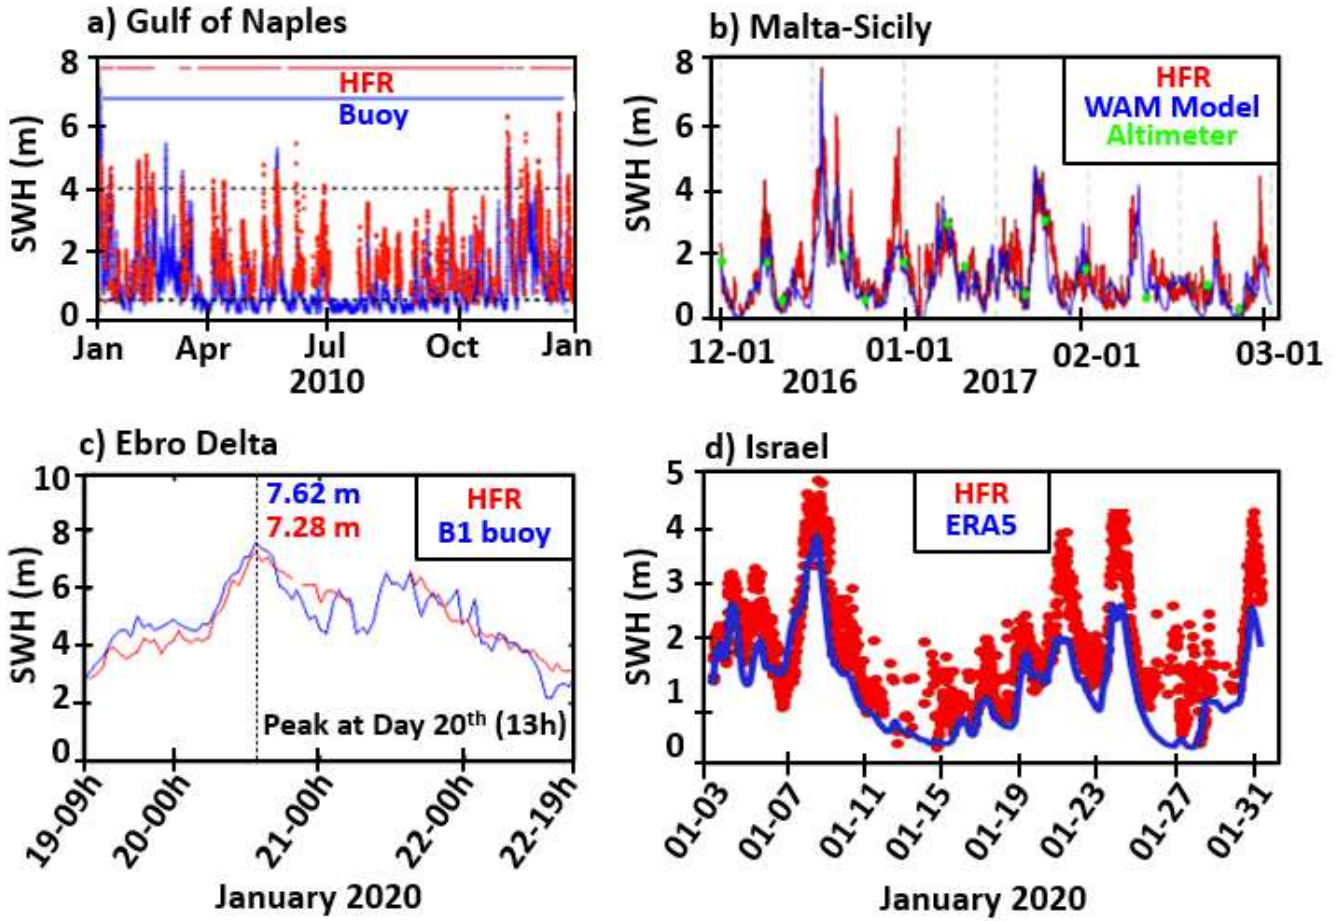 a) Gulf of Naples
SWH (m)
8
6
4
2
0
HFR
Buoy
Jan Apr Jul Oct Jan
2010
b) Malta-Sicily
SWH (m)
8
6
4
2
0
HFR
WAM Model
Altimeter
12-01 01-01 02-01 03-01
2016 2017
c) Ebro Delta
SWH (m)
10
8
6
4
2
0
7.62 m
7.28 m
HFR
B1 buoy
Peak at Day 20th (13h)
19-09h 20-00h 21-00h 22-00h 22-19h
January 2020
d) Israel
SWH (m)
5
4
3
2
1
0
HFR
ERA5
01-03 01-07 01-11 01-15 01-19 01-23 01-27 01-31
January 2020